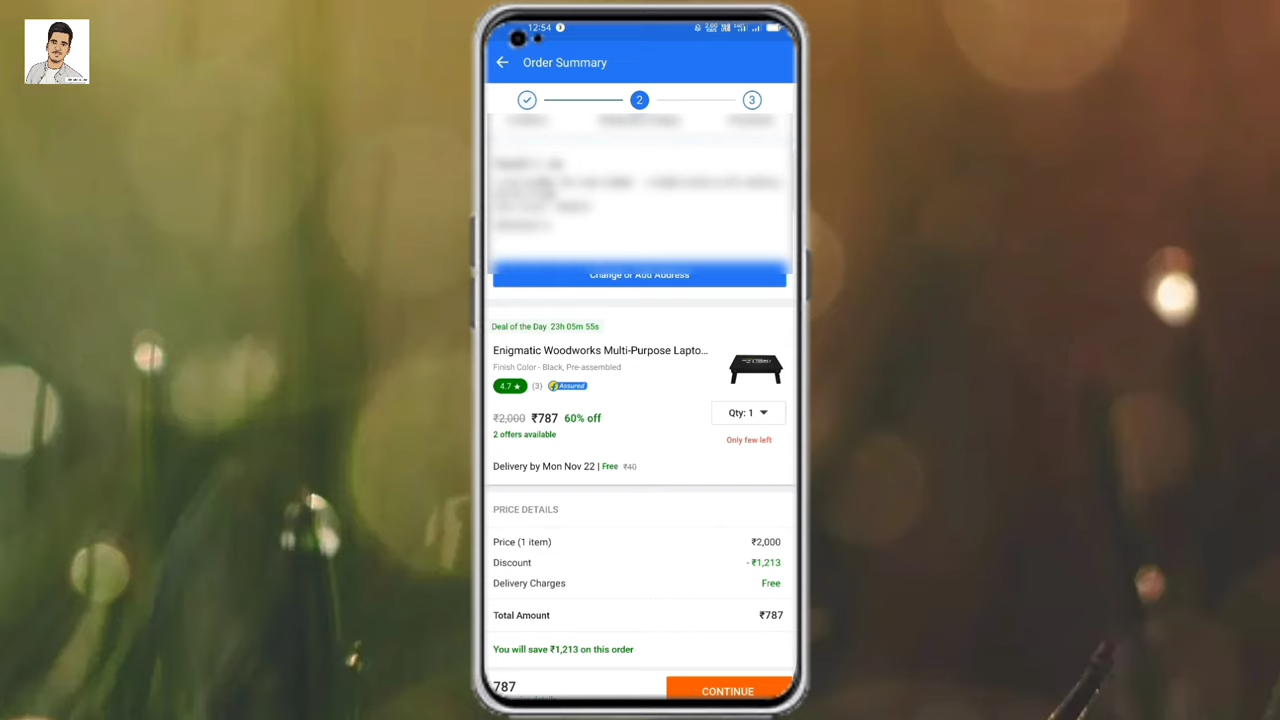 12:54
Order Summary
2
3
Change or Add Address
Deal of the Day 23h 05m 55s
Enigmatic Woodworks Multi-Purpose Lapto...
Finish Color - Black, Pre-assembled
4.7 ★ (3) Assured
₹2,000 ₹787 60% off
Qty: 1
2 offers available
Only few left
Delivery by Mon Nov 22 | Free ₹40
PRICE DETAILS
Price (1 item) ₹2,000
Discount - ₹1,213
Delivery Charges Free
Total Amount ₹787
You will save ₹1,213 on this order
787
CONTINUE